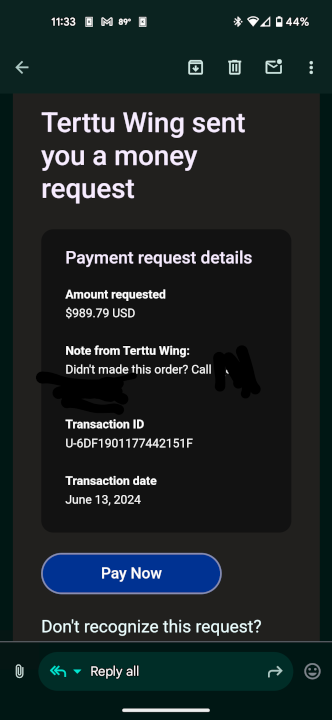 11:33 89° 44%
Terttu Wing sent
you a money
request
Payment request details
Amount requested
$989.79 USD
Note from Terttu Wing:
Didn't made this order? Call
Transaction ID
U-6DF1901177442151F
Transaction date
June 13, 2024
Pay Now
Don't recognize this request?
Reply all